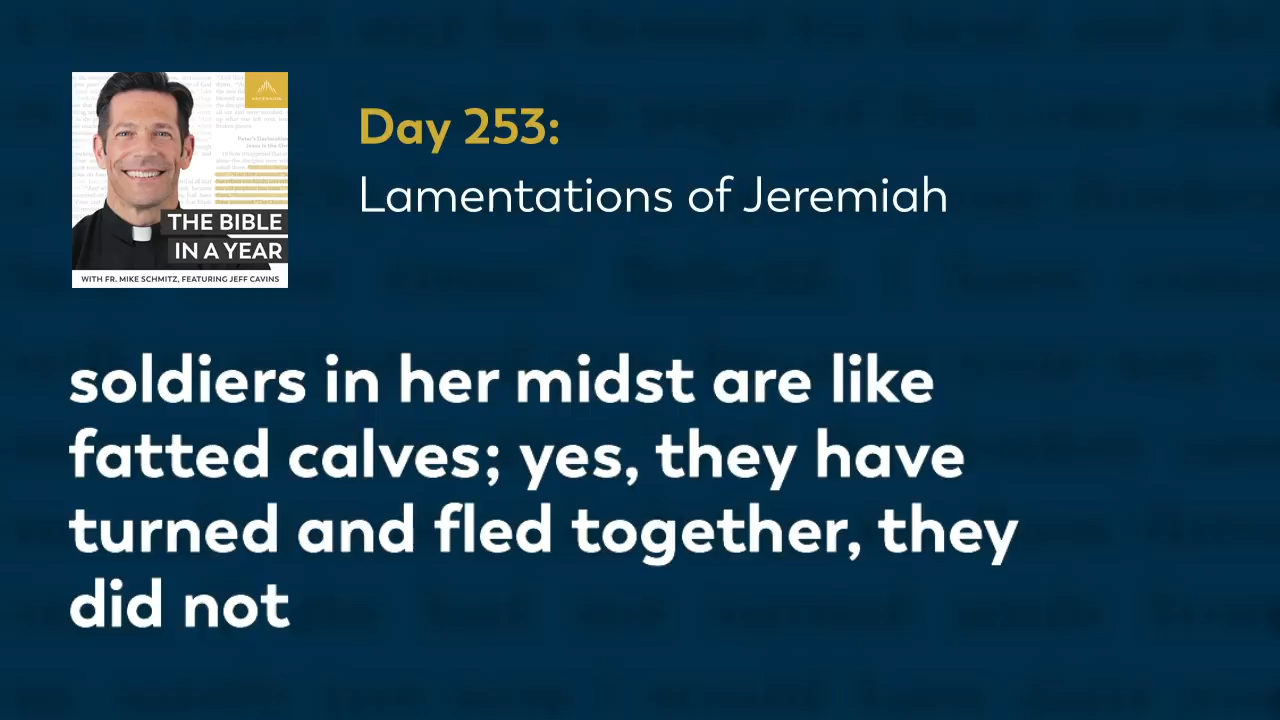 Day 253:
Lamentations of Jeremiah
THE BIBLE
IN A YEAR
WITH FR. MIKE SCHMITZ, FEATURING JEFF CAVINS
soldiers in her midst are like
fatted calves; yes, they have
turned and fled together, they
did not